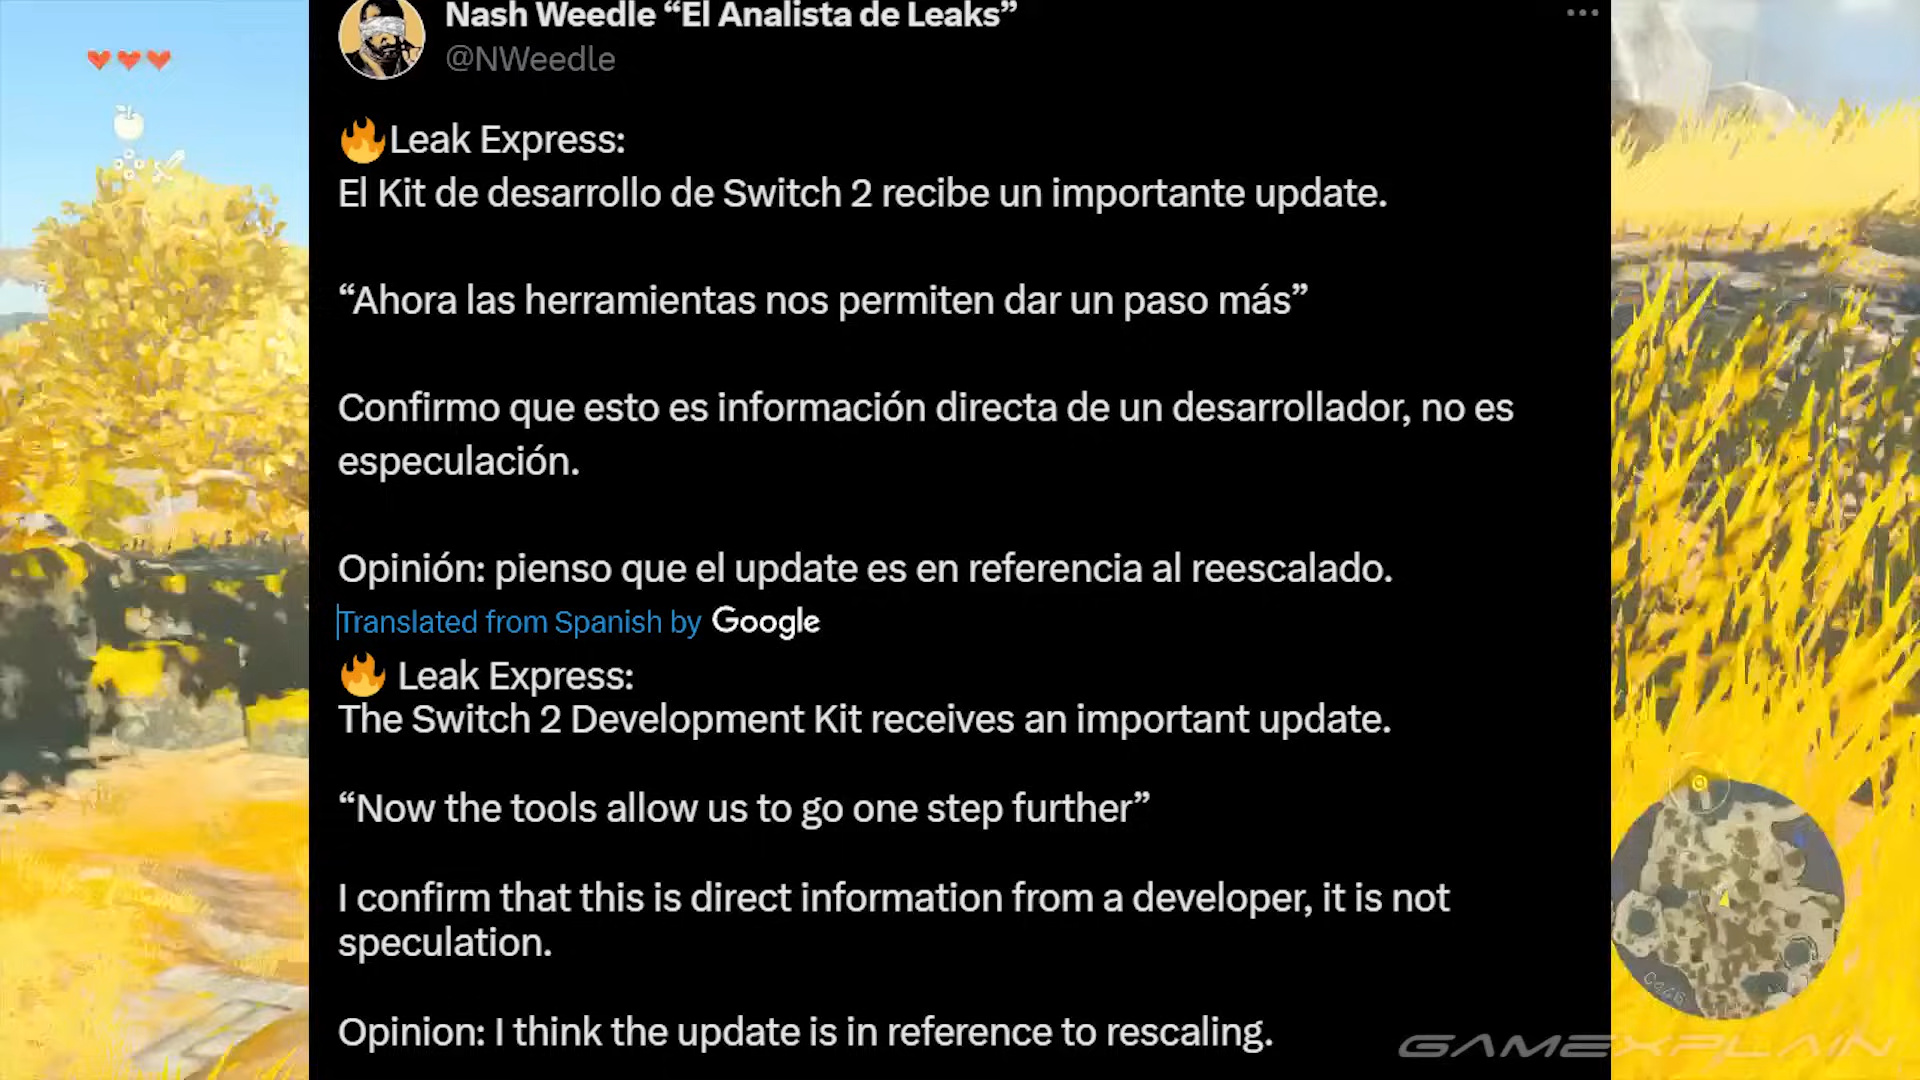 Nash Weedle “El Analista de Leaks”
@NWeedle
🔥Leak Express:
El Kit de desarrollo de Switch 2 recibe un importante update.
“Ahora las herramientas nos permiten dar un paso más”
Confirmo que esto es información directa de un desarrollador, no es
especulación.
Opinión: pienso que el update es en referencia al reescalado.
Translated from Spanish by Google
🔥 Leak Express:
The Switch 2 Development Kit receives an important update.
“Now the tools allow us to go one step further”
I confirm that this is direct information from a developer, it is not
speculation.
Opinion: I think the update is in reference to rescaling.
GAMEXPLAIN